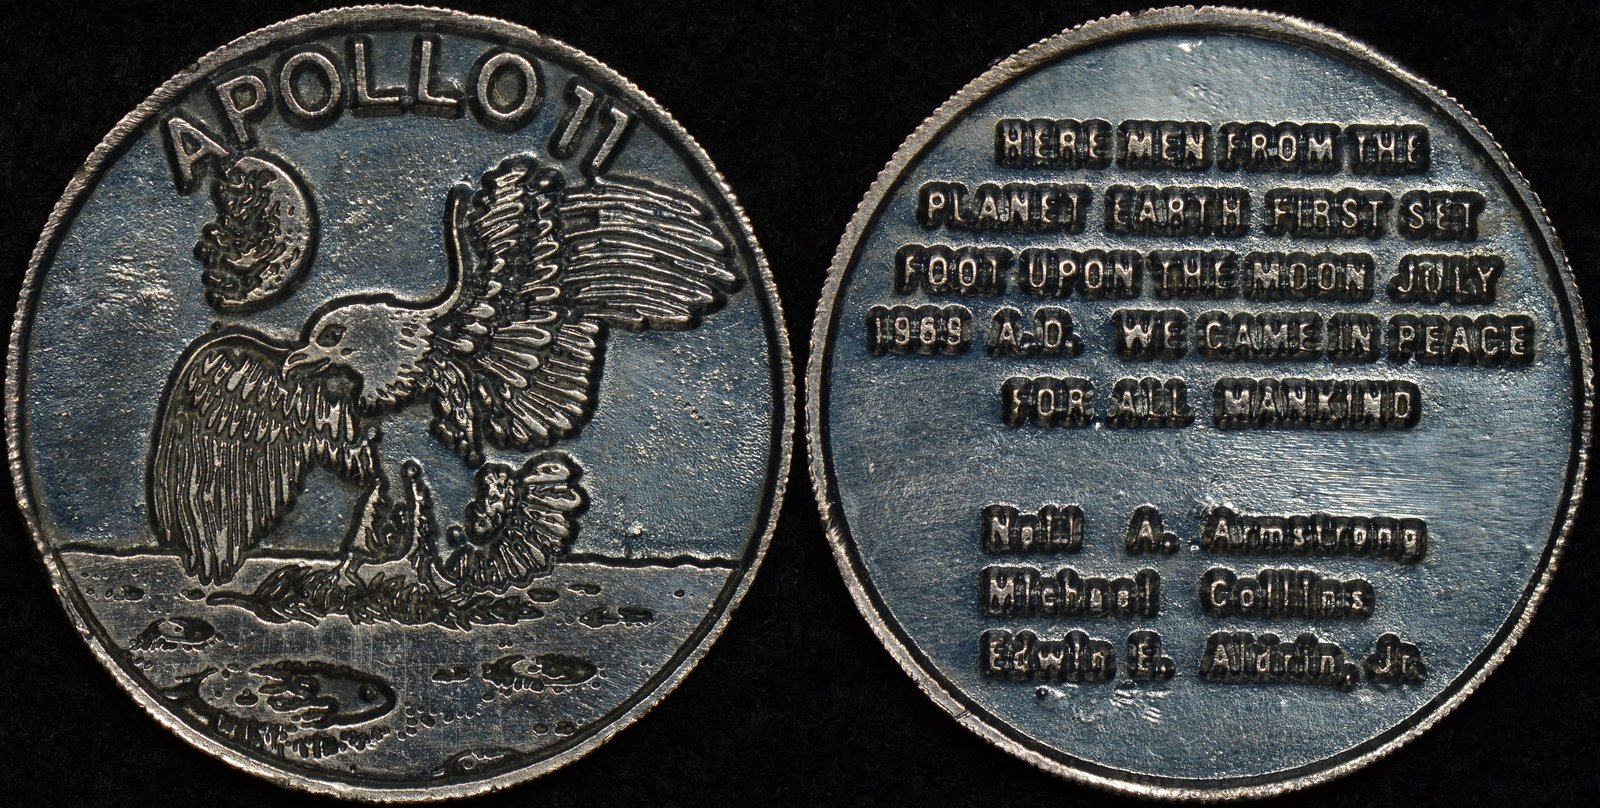 APOLLO 11
HERE MEN FROM THE
PLANET EARTH FIRST SET
FOOT UPON THE MOON JULY
1969 A.D. WE CAME IN PEACE
FOR ALL MANKIND
Neil A. Armstrong
Michael Collins
Edwin E. Aldrin, Jr.